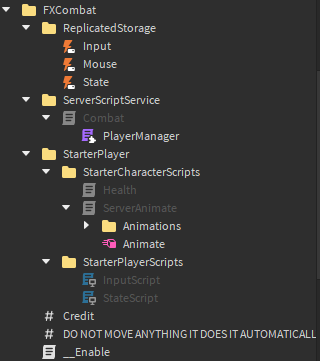 FXCombat
ReplicatedStorage
Input
Mouse
State
ServerScriptService
Combat
PlayerManager
StarterPlayer
StarterCharacterScripts
Health
ServerAnimate
Animations
Animate
StarterPlayerScripts
InputScript
StateScript
# Credit
# DO NOT MOVE ANYTHING IT DOES IT AUTOMATICALL
__Enable